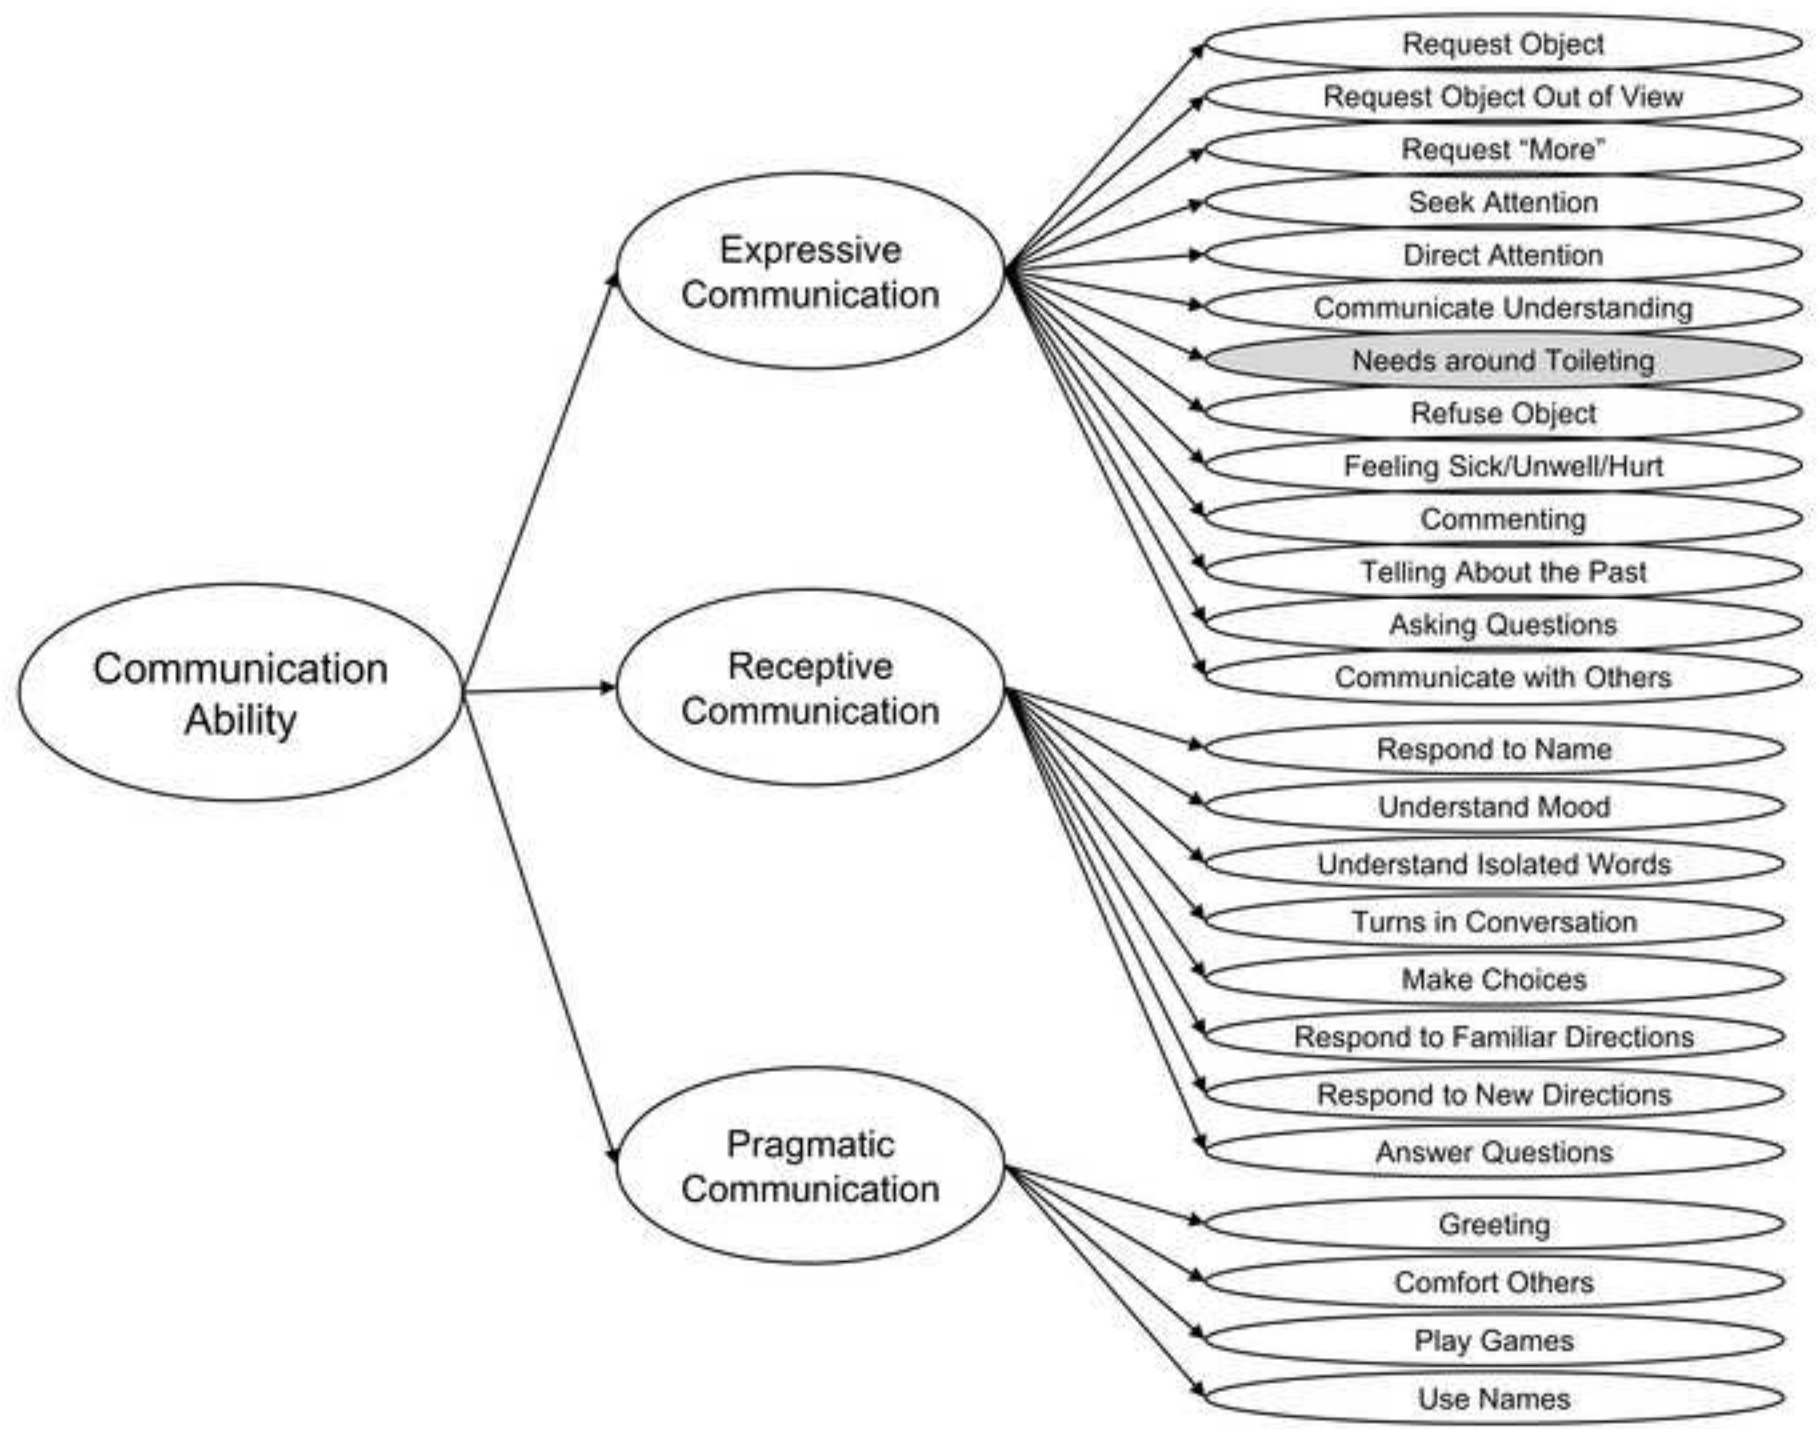 Communication
Ability
Expressive
Communication
Receptive
Communication
Pragmatic
Communication
Request Object
Request Object Out of View
Request “More”
Seek Attention
Direct Attention
Communicate Understanding
Needs around Toileting
Refuse Object
Feeling Sick/Unwell/Hurt
Commenting
Telling About the Past
Asking Questions
Communicate with Others
Respond to Name
Understand Mood
Understand Isolated Words
Turns in Conversation
Make Choices
Respond to Familiar Directions
Respond to New Directions
Answer Questions
Greeting
Comfort Others
Play Games
Use Names